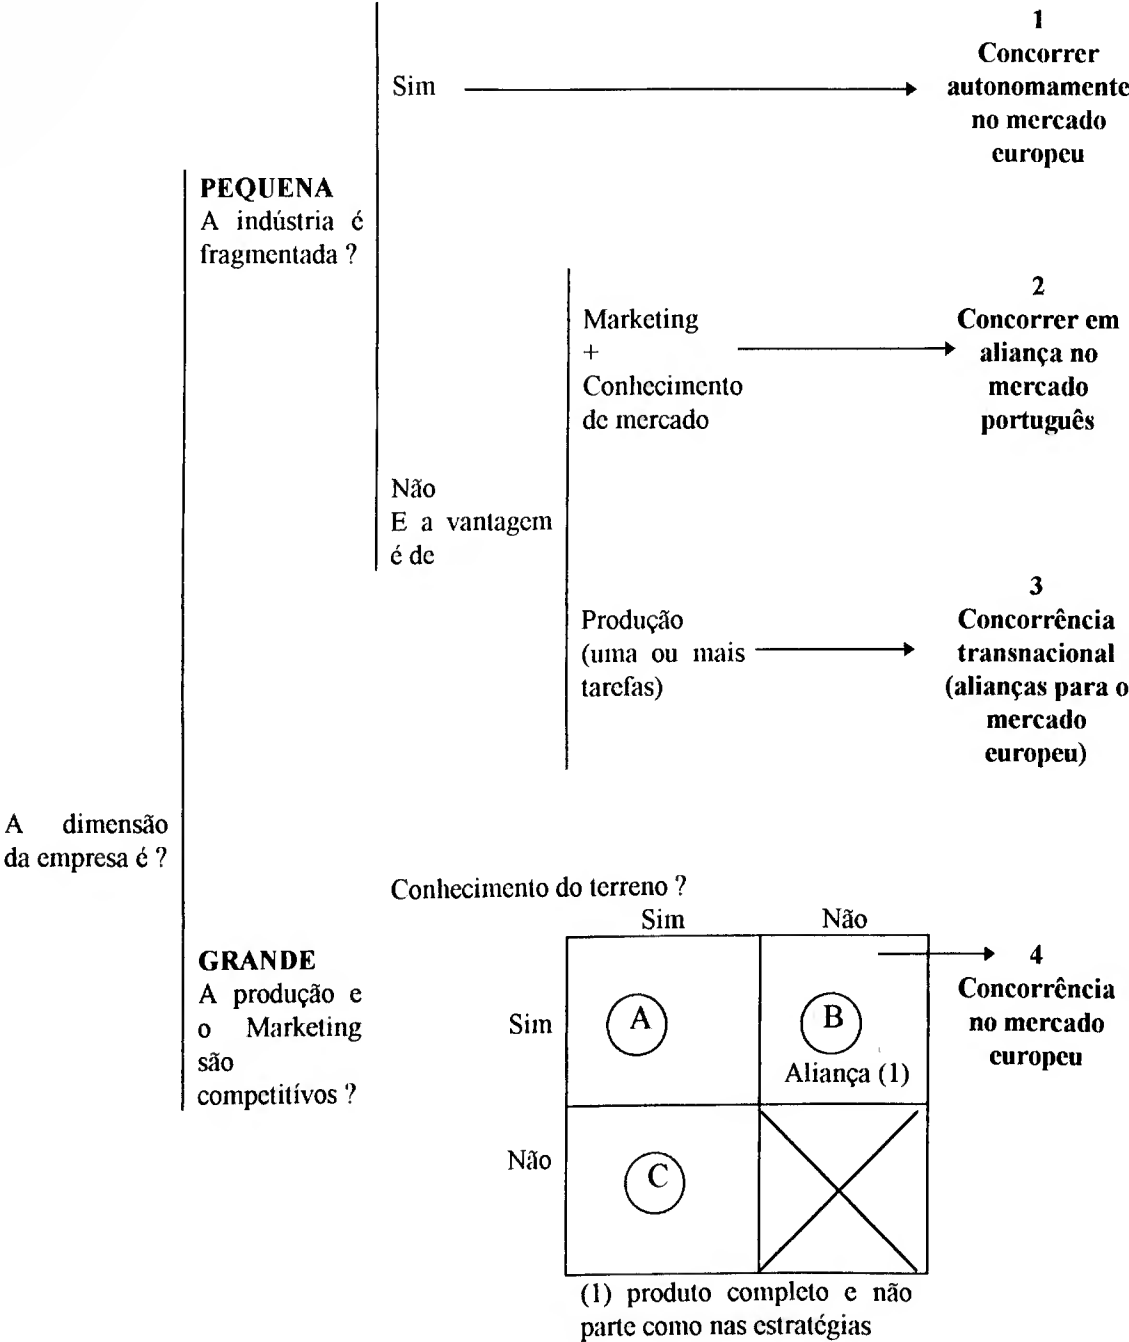 1
Concorrer
autonomamente
no mercado
europeu
Sim
PEQUENA
A indústria é
fragmentada ?
2
Concorrer em
aliança no
mercado
português
Marketing
+
Conhecimento
de mercado
Não
E a vantagem
é de
3
Concorrência
transnacional
(alianças para o
mercado
europeu)
Produção
(uma ou mais
tarefas)
A dimensão
da empresa é ?
Conhecimento do terreno ?
Sim Não
GRANDE
A produção e
o Marketing
são
competitívos ?
Sim
A
B
Aliança (1)
4
Concorrência
no mercado
europeu
Não
C
(1) produto completo e não
parte como nas estratégias